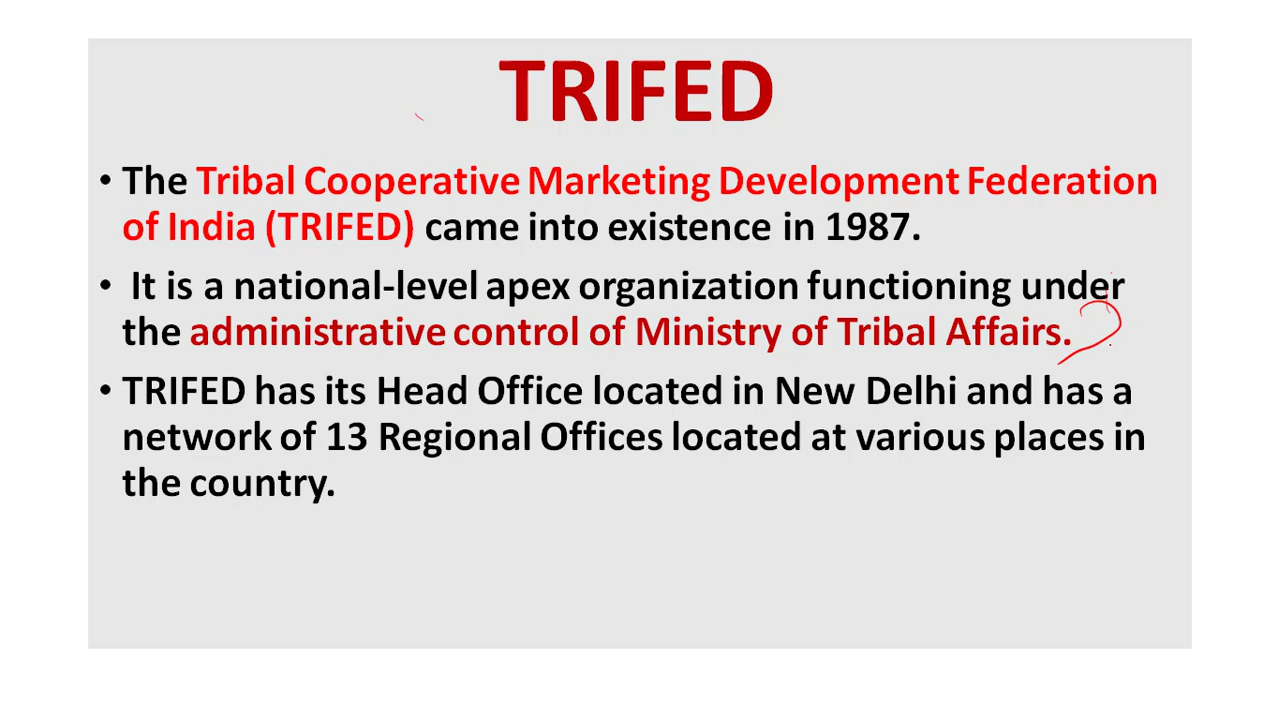 TRIFED
• The Tribal Cooperative Marketing Development Federation
of India (TRIFED) came into existence in 1987.
• It is a national-level apex organization functioning under
the administrative control of Ministry of Tribal Affairs.
• TRIFED has its Head Office located in New Delhi and has a
network of 13 Regional Offices located at various places in
the country.